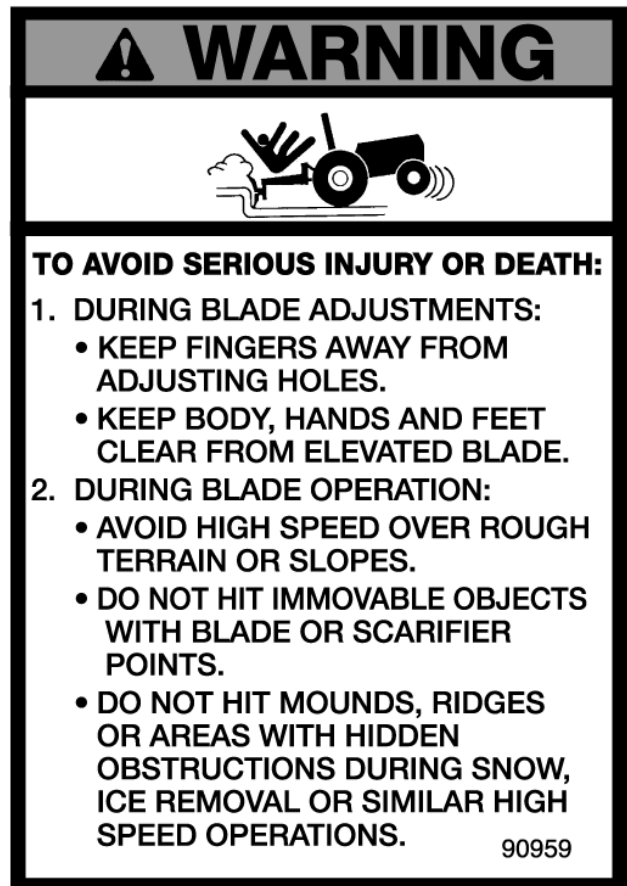 WARNING
TO AVOID SERIOUS INJURY OR DEATH:
1. DURING BLADE ADJUSTMENTS:
• KEEP FINGERS AWAY FROM
ADJUSTING HOLES.
• KEEP BODY, HANDS AND FEET
CLEAR FROM ELEVATED BLADE.
2. DURING BLADE OPERATION:
• AVOID HIGH SPEED OVER ROUGH
TERRAIN OR SLOPES.
• DO NOT HIT IMMOVABLE OBJECTS
WITH BLADE OR SCARIFIER
POINTS.
• DO NOT HIT MOUNDS, RIDGES
OR AREAS WITH HIDDEN
OBSTRUCTIONS DURING SNOW,
ICE REMOVAL OR SIMILAR HIGH
SPEED OPERATIONS.
90959